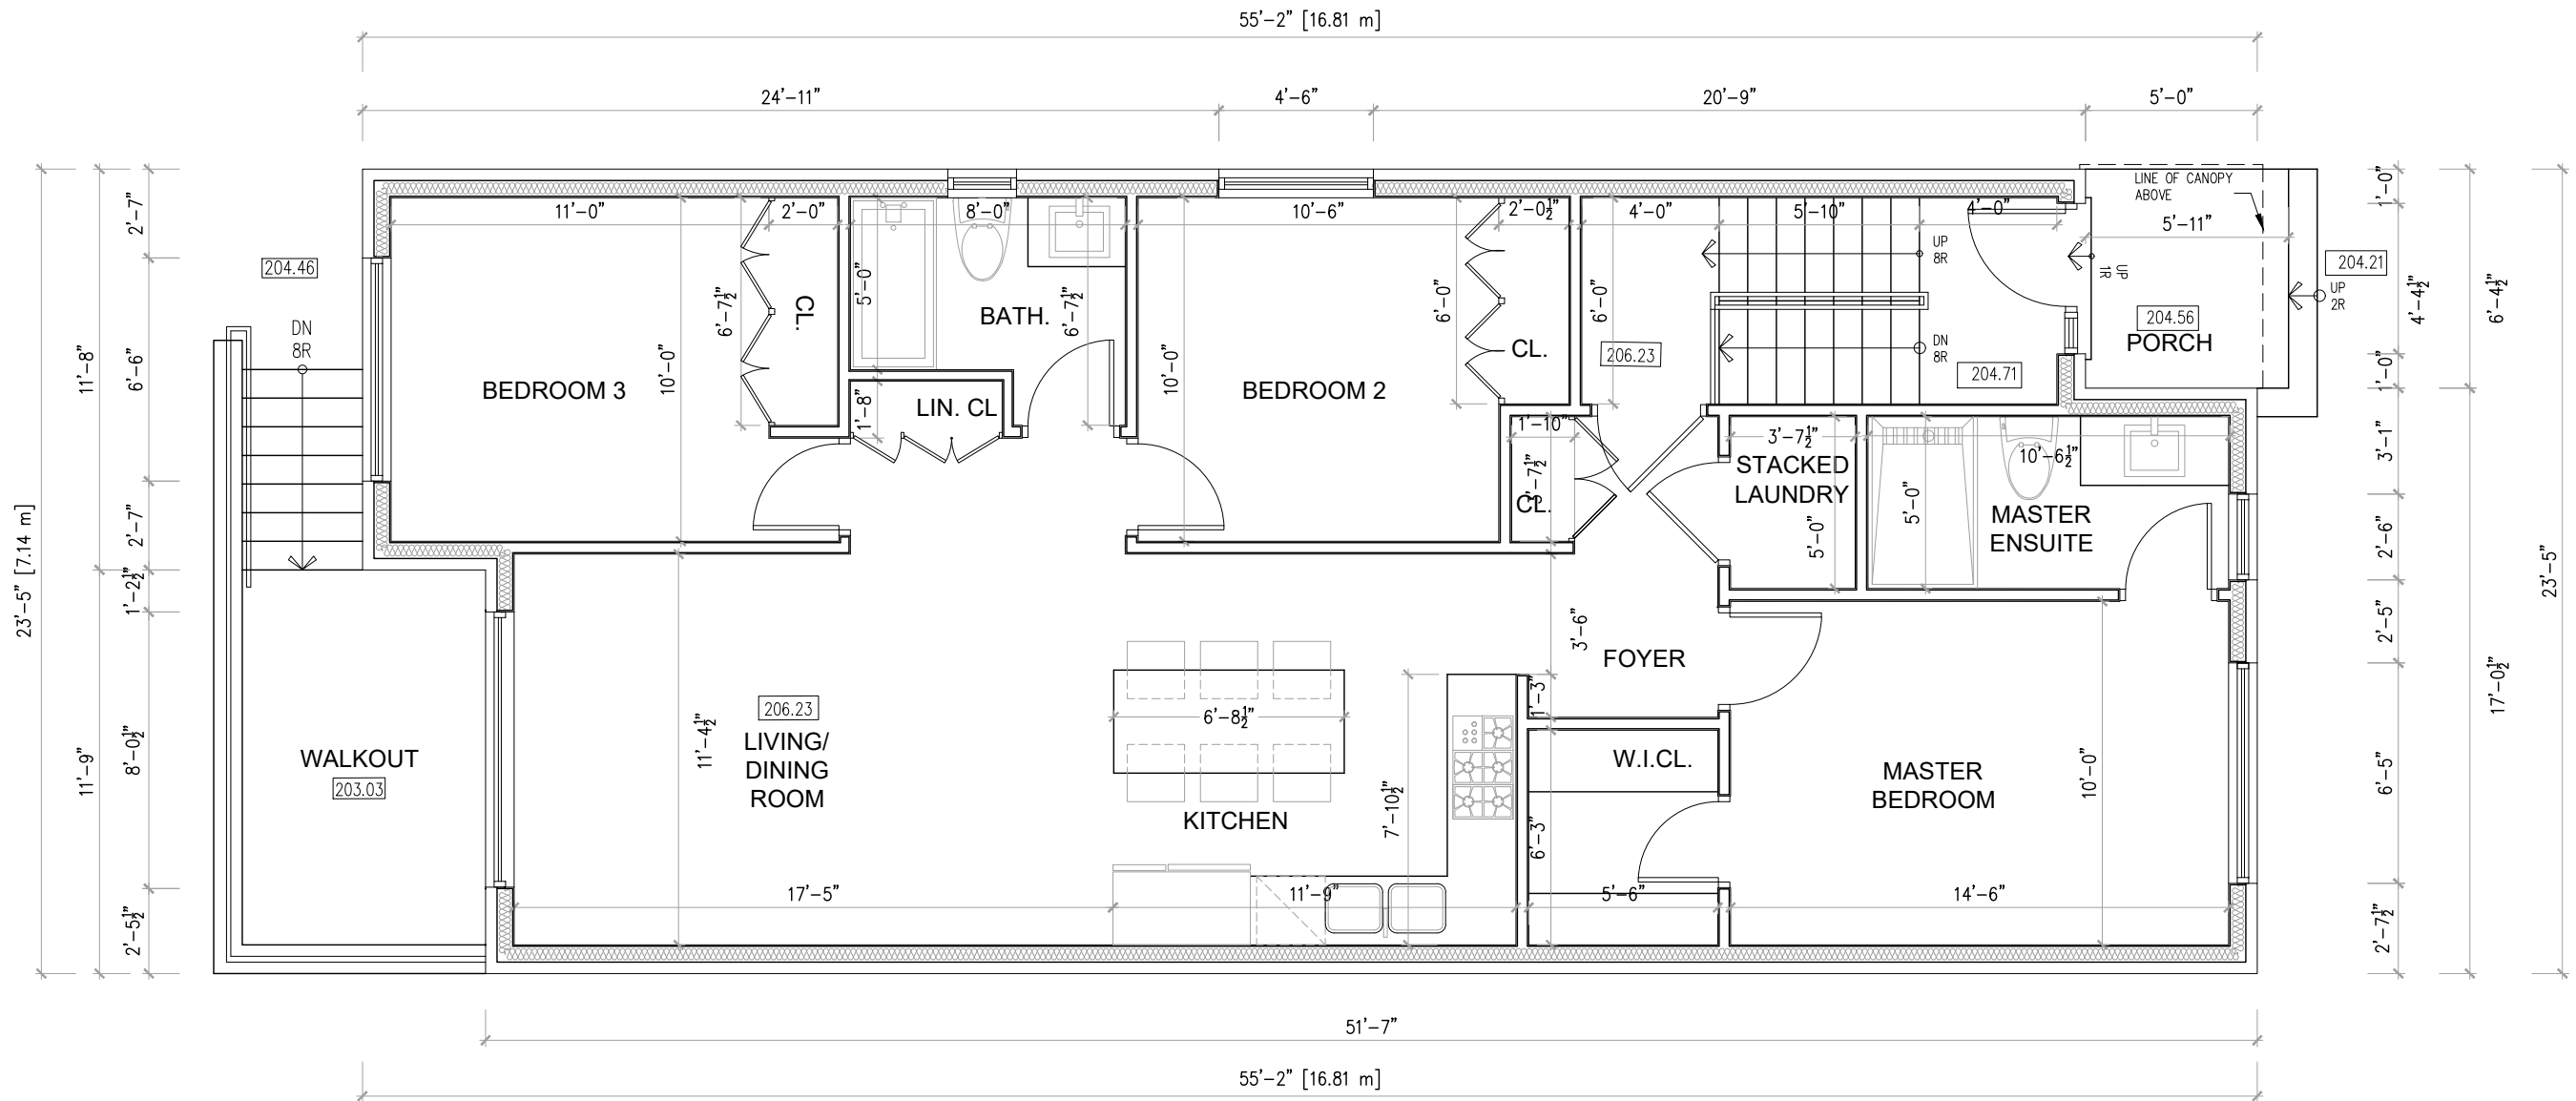 55'-2" [16.81 m]
24'-11"
4'-6"
20'-9"
5'-0"
LINE OF CANOPY
ABOVE
11'-0"
2'-0"
8'-0"
10'-6"
2'-0½"
4'-0"
5'-10"
4'-0"
5'-11"
2'-7"
204.46
5'-0"
6'-7½"
CL.
BATH.
6'-7½"
6'-0"
6'-0"
UP
8R
UP
1R
204.21
UP
2R
1'-0"
4'-4½"
6'-4½"
204.56
PORCH
DN
8R
11'-8"
6'-6"
10'-0"
10'-0"
CL.
206.23
DN
8R
204.71
1'-0"
BEDROOM 3
BEDROOM 2
1'-8"
LIN. CL
1'-10"
3'-7½"
STACKED
LAUNDRY
10'-6½"
3'-1"
-7½"
CL.
5'-0"
5'-0"
MASTER
ENSUITE
2'-7"
2'-6"
23'-5" [7.14 m]
23'-5"
1'-2½"
3'-6"
FOYER
2'-5"
17'-0½"
206.23
LIVING/
DINING
ROOM
11'-4½"
6'-8½"
1'-3"
WALKOUT
203.03
8'-0½"
11'-9"
W.I.CL.
MASTER
BEDROOM
10'-0"
6'-5"
KITCHEN
7'-10½"
6'-3"
17'-5"
11'-9"
5'-6"
14'-6"
2'-5½"
2'-7½"
51'-7"
55'-2" [16.81 m]